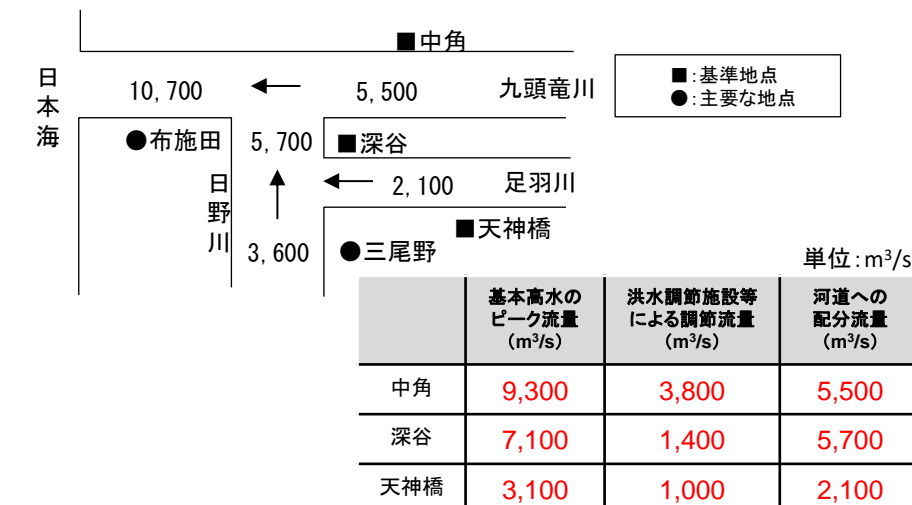 ■中角
日本海
10,700 ← 5,500 九頭竜川
■:基準地点
●:主要な地点
●布施田 5,700 ■深谷
日野川
↑ ← 2,100 足羽川
■天神橋
3,600 ●三尾野
単位:m³/s
基本高水の
ピーク流量
(m³/s)
洪水調節施設等
による調節流量
(m³/s)
河道への
配分流量
(m³/s)
中角 9,300 3,800 5,500
深谷 7,100 1,400 5,700
天神橋 3,100 1,000 2,100